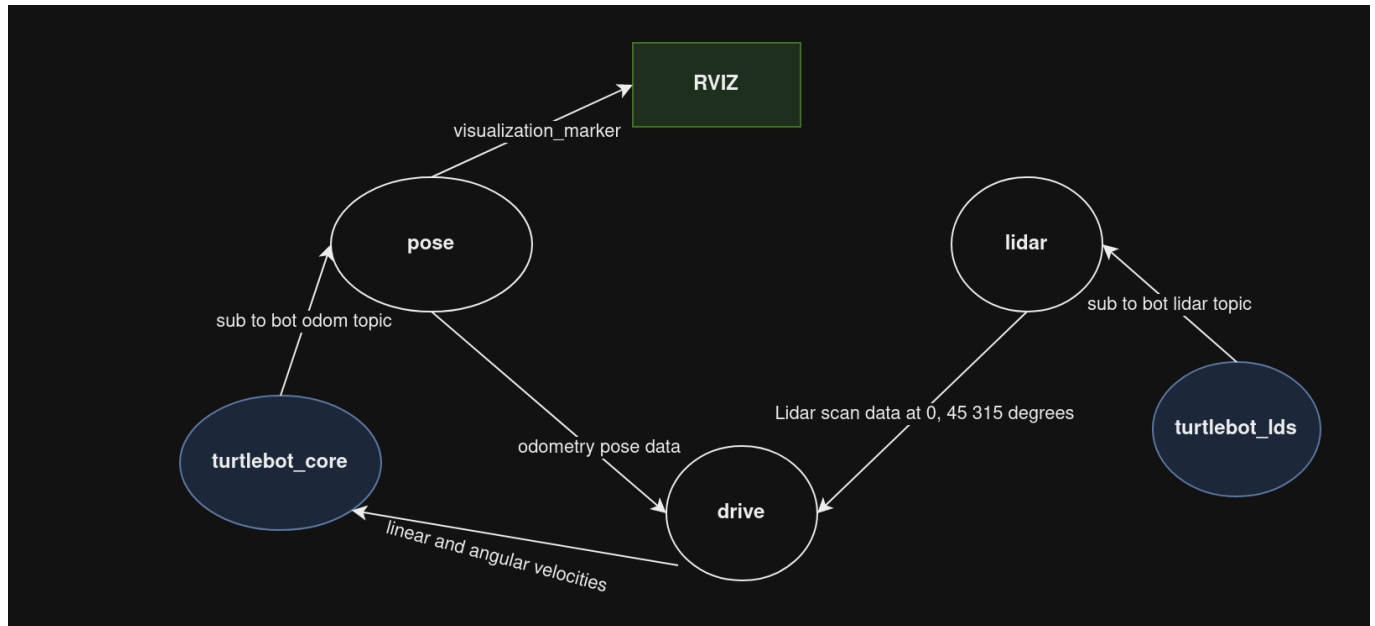 RVIZ
visualization_marker
pose
lidar
sub to bot odom topic
sub to bot lidar topic
Lidar scan data at 0, 45 315 degrees
turtlebot_lds
odometry pose data
turtlebot_core
drive
linear and angular velocities